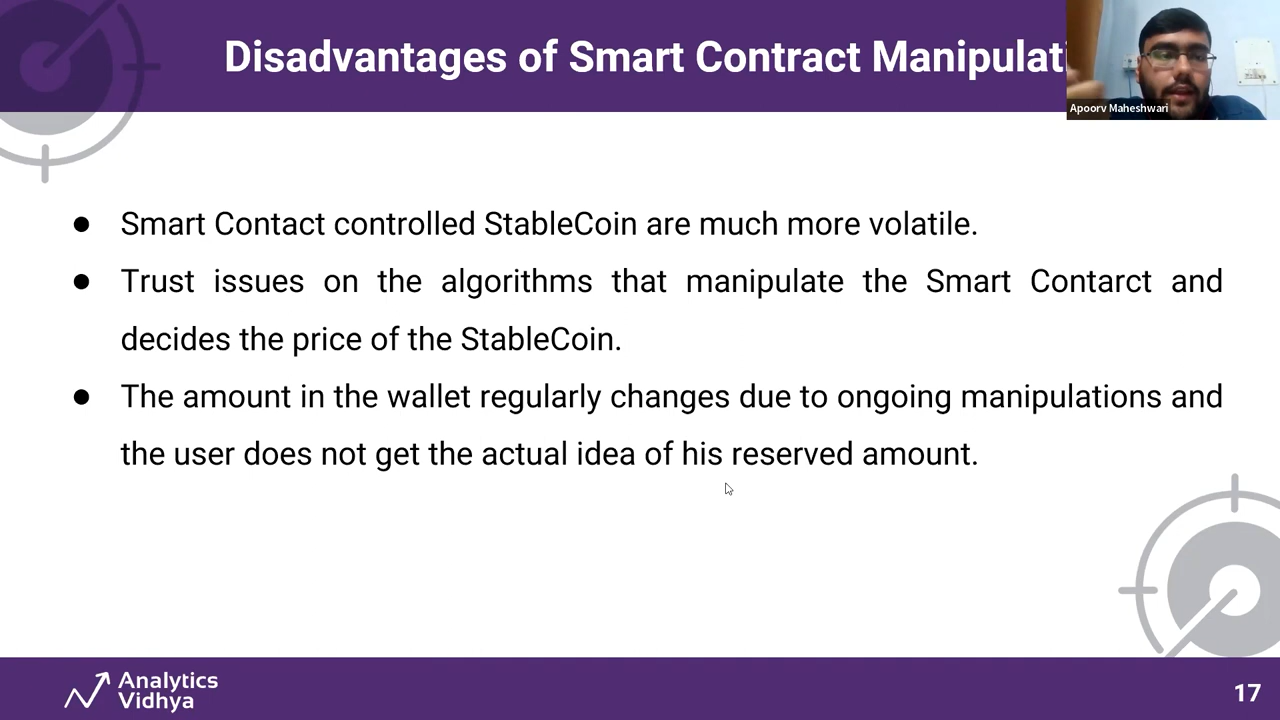 Disadvantages of Smart Contract Manipulati
Apoorv Maheshwari
● Smart Contact controlled StableCoin are much more volatile.
● Trust issues on the algorithms that manipulate the Smart Contarct and
decides the price of the StableCoin.
● The amount in the wallet regularly changes due to ongoing manipulations and
the user does not get the actual idea of his reserved amount.
Analytics
Vidhya
17